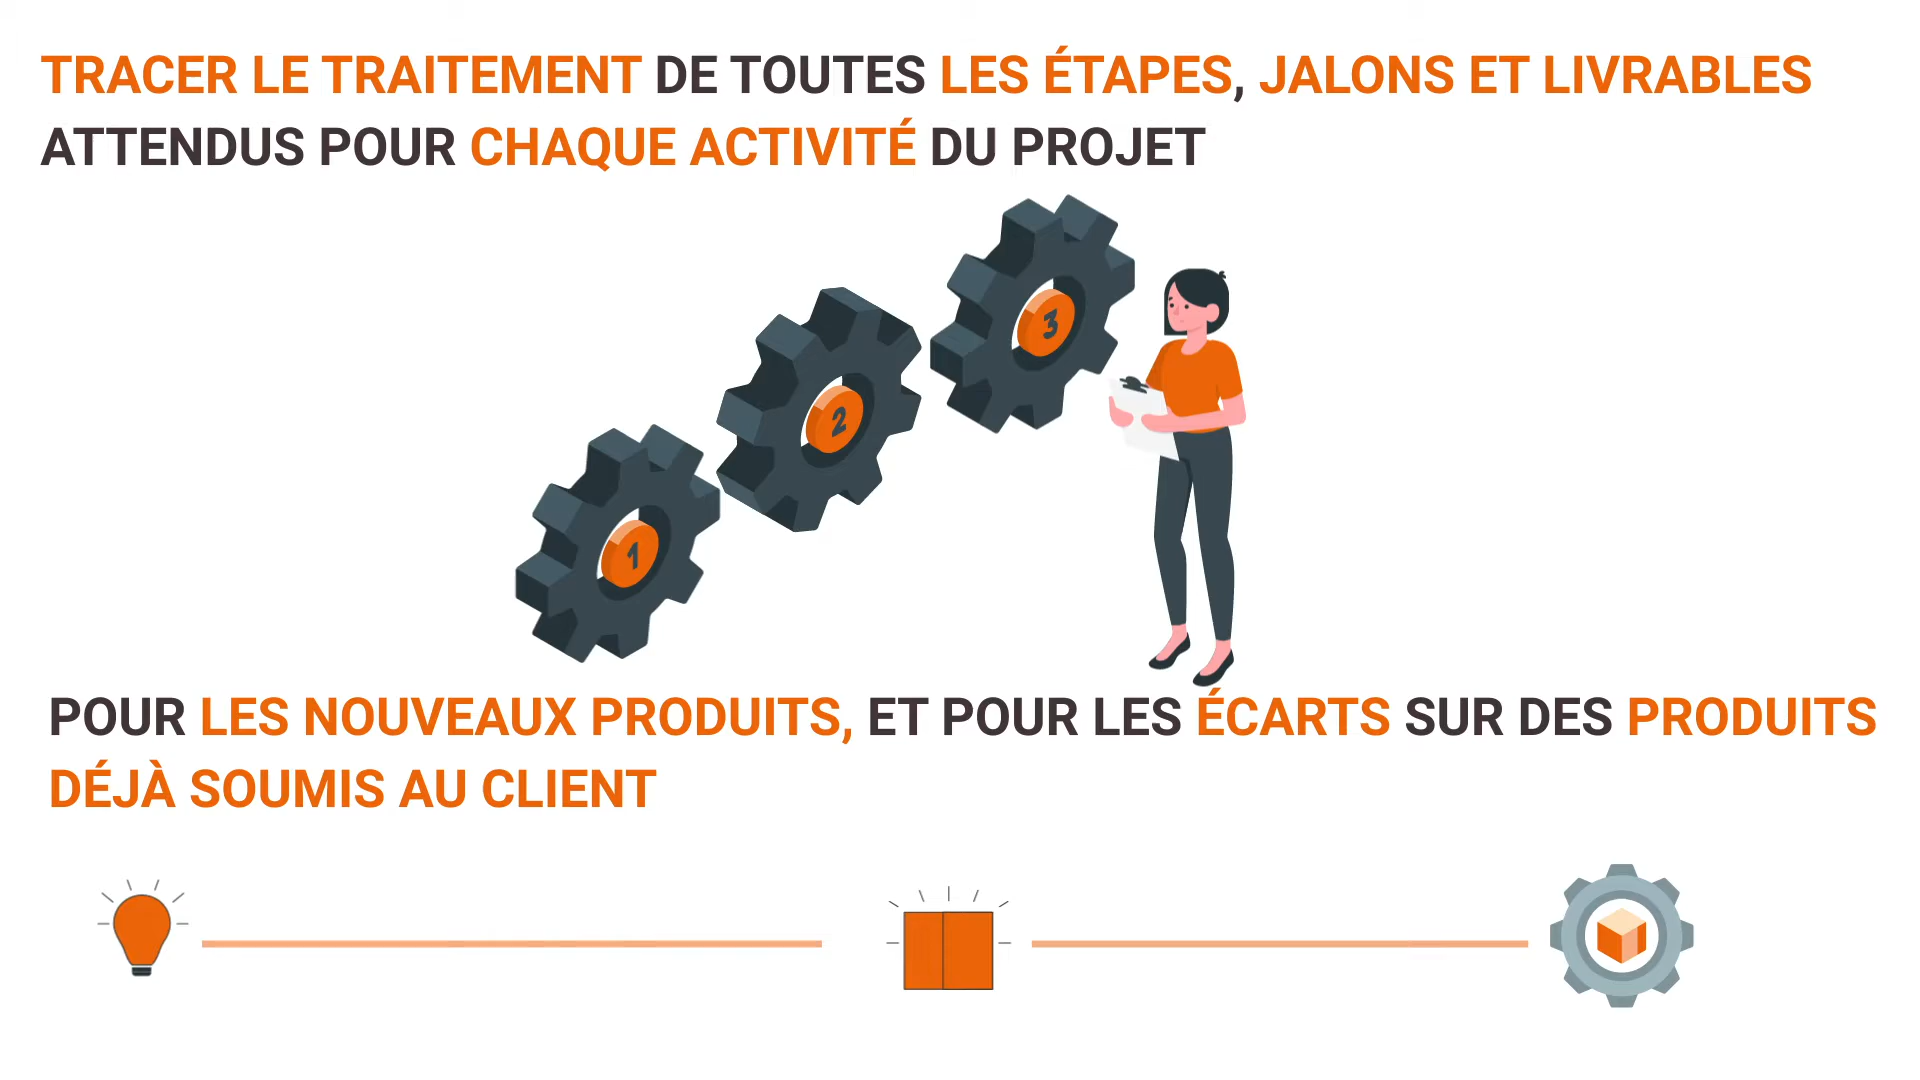 TRACER LE TRAITEMENT DE TOUTES LES ÉTAPES, JALONS ET LIVRABLES
ATTENDUS POUR CHAQUE ACTIVITÉ DU PROJET
3
2
1
POUR LES NOUVEAUX PRODUITS, ET POUR LES ÉCARTS SUR DES PRODUITS
DÉJÀ SOUMIS AU CLIENT